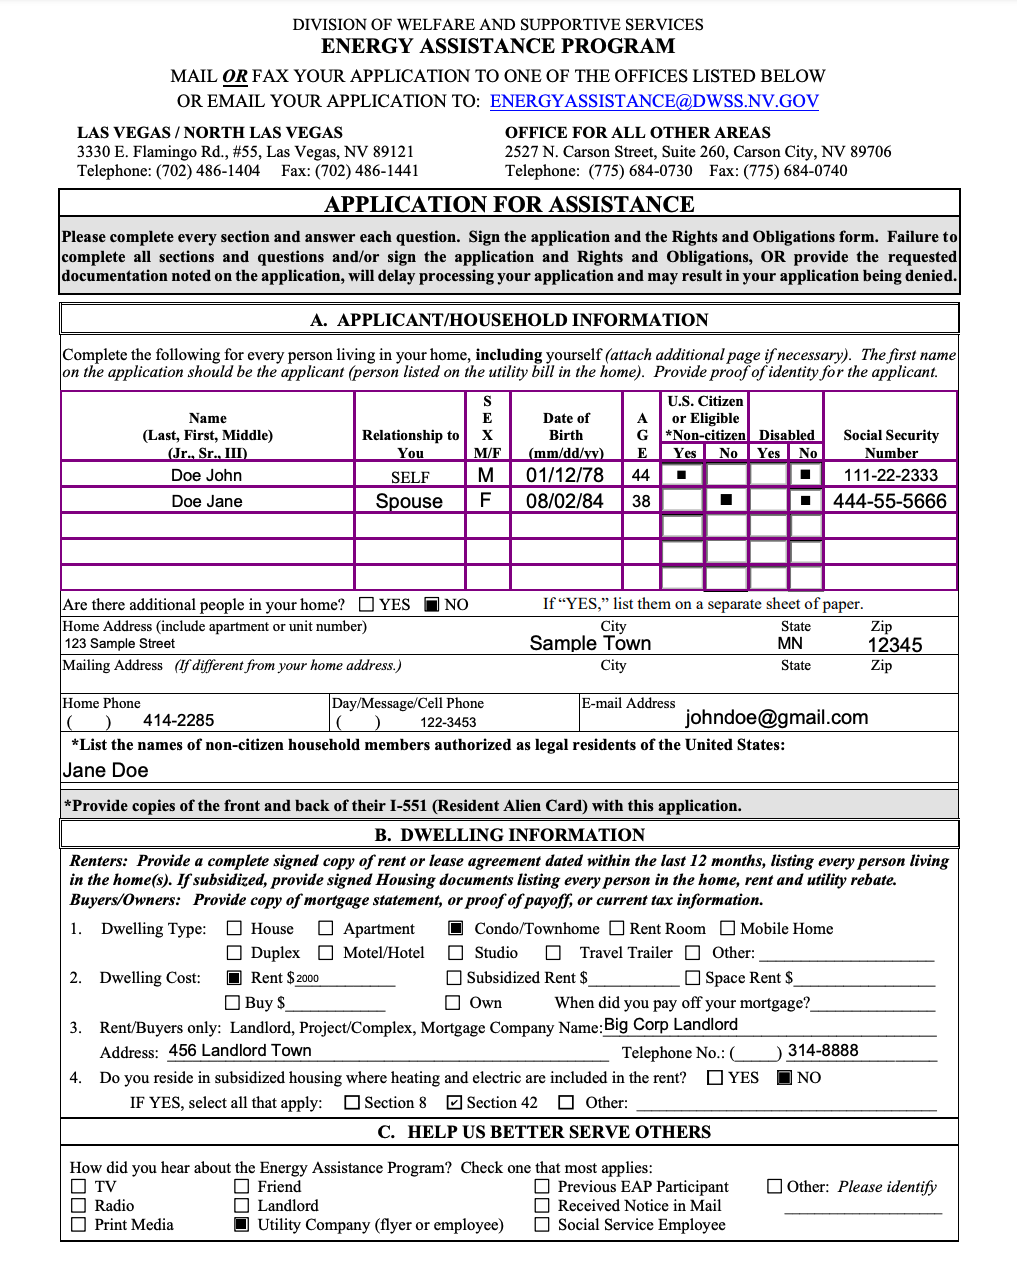 DIVISION OF WELFARE AND SUPPORTIVE SERVICES
ENERGY ASSISTANCE PROGRAM
MAIL OR FAX YOUR APPLICATION TO ONE OF THE OFFICES LISTED BELOW
OR EMAIL YOUR APPLICATION TO: ENERGYASSISTANCE@DWSS.NV.GOV
LAS VEGAS / NORTH LAS VEGAS OFFICE FOR ALL OTHER AREAS
3330 E. Flamingo Rd., #55, Las Vegas, NV 89121 2527 N. Carson Street, Suite 260, Carson City, NV 89706
Telephone: (702) 486-1404 Fax: (702) 486-1441 Telephone: (775) 684-0730 Fax: (775) 684-0740
APPLICATION FOR ASSISTANCE
Please complete every section and answer each question. Sign the application and the Rights and Obligations form. Failure to
complete all sections and questions and/or sign the application and Rights and Obligations, OR provide the requested
documentation noted on the application, will delay processing your application and may result in your application being denied.
A. APPLICANT/HOUSEHOLD INFORMATION
Complete the following for every person living in your home, including yourself (attach additional page if necessary). The first name
on the application should be the applicant (person listed on the utility bill in the home). Provide proof of identity for the applicant.
S U.S. Citizen
Name E Date of A or Eligible
(Last, First, Middle) Relationship to X Birth G *Non-citizen Disabled Social Security
(Jr., Sr., III) You M/F (mm/dd/yy) E Yes No Yes No Number
Doe John SELF M 01/12/78 44 ■ ■ 111-22-2333
Doe Jane Spouse F 08/02/84 38 ■ ■ 444-55-5666
Are there additional people in your home? ☐ YES ■ NO If “YES,” list them on a separate sheet of paper.
Home Address (include apartment or unit number) City State Zip
123 Sample Street Sample Town MN 12345
Mailing Address (If different from your home address.) City State Zip
Home Phone Day/Message/Cell Phone E-mail Address johndoe@gmail.com
( ) 414-2285 ( ) 122-3453
*List the names of non-citizen household members authorized as legal residents of the United States:
Jane Doe
*Provide copies of the front and back of their I-551 (Resident Alien Card) with this application.
B. DWELLING INFORMATION
Renters: Provide a complete signed copy of rent or lease agreement dated within the last 12 months, listing every person living
in the home(s). If subsidized, provide signed Housing documents listing every person in the home, rent and utility rebate.
Buyers/Owners: Provide copy of mortgage statement, or proof of payoff, or current tax information.
1. Dwelling Type: ☐ House ☐ Apartment ■ Condo/Townhome ☐ Rent Room ☐ Mobile Home
☐ Duplex ☐ Motel/Hotel ☐ Studio ☐ Travel Trailer ☐ Other: ____
2. Dwelling Cost: ■ Rent $ 2000 ☐ Subsidized Rent $____ ☐ Space Rent $____
☐ Buy $____ ☐ Own When did you pay off your mortgage?____
3. Rent/Buyers only: Landlord, Project/Complex, Mortgage Company Name: Big Corp Landlord
Address: 456 Landlord Town Telephone No.: (____) 314-8888
4. Do you reside in subsidized housing where heating and electric are included in the rent? ☐ YES ■ NO
IF YES, select all that apply: ☐ Section 8 ☑ Section 42 ☐ Other: ____
C. HELP US BETTER SERVE OTHERS
How did you hear about the Energy Assistance Program? Check one that most applies:
☐ TV ☐ Friend ☐ Previous EAP Participant ☐ Other: Please identify
☐ Radio ☐ Landlord ☐ Received Notice in Mail ____
☐ Print Media ■ Utility Company (flyer or employee) ☐ Social Service Employee